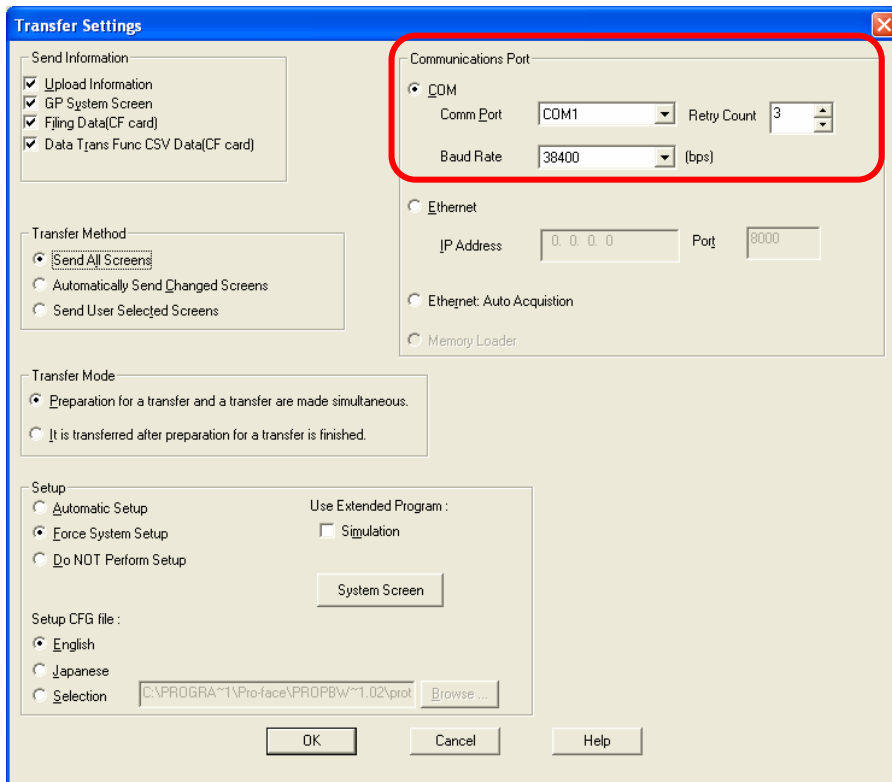 Transfer Settings
Send Information
Upload Information
GP System Screen
Filing Data(CF card)
Data Trans Func CSV Data(CF card)
Transfer Method
Send All Screens
Automatically Send Changed Screens
Send User Selected Screens
Communications Port
COM
Comm Port COM1 Retry Count 3
Baud Rate 38400 (bps)
Ethernet
IP Address 0. 0. 0. 0 Port 8000
Ethernet: Auto Acquistion
Memory Loader
Transfer Mode
Preparation for a transfer and a transfer are made simultaneous.
It is transferred after preparation for a transfer is finished.
Setup
Automatic Setup
Force System Setup
Do NOT Perform Setup
Use Extended Program :
Simulation
System Screen
Setup CFG file :
English
Japanese
Selection C:\PROGRA~1\Pro-face\PROPBW~1.02\prot Browse ...
OK Cancel Help